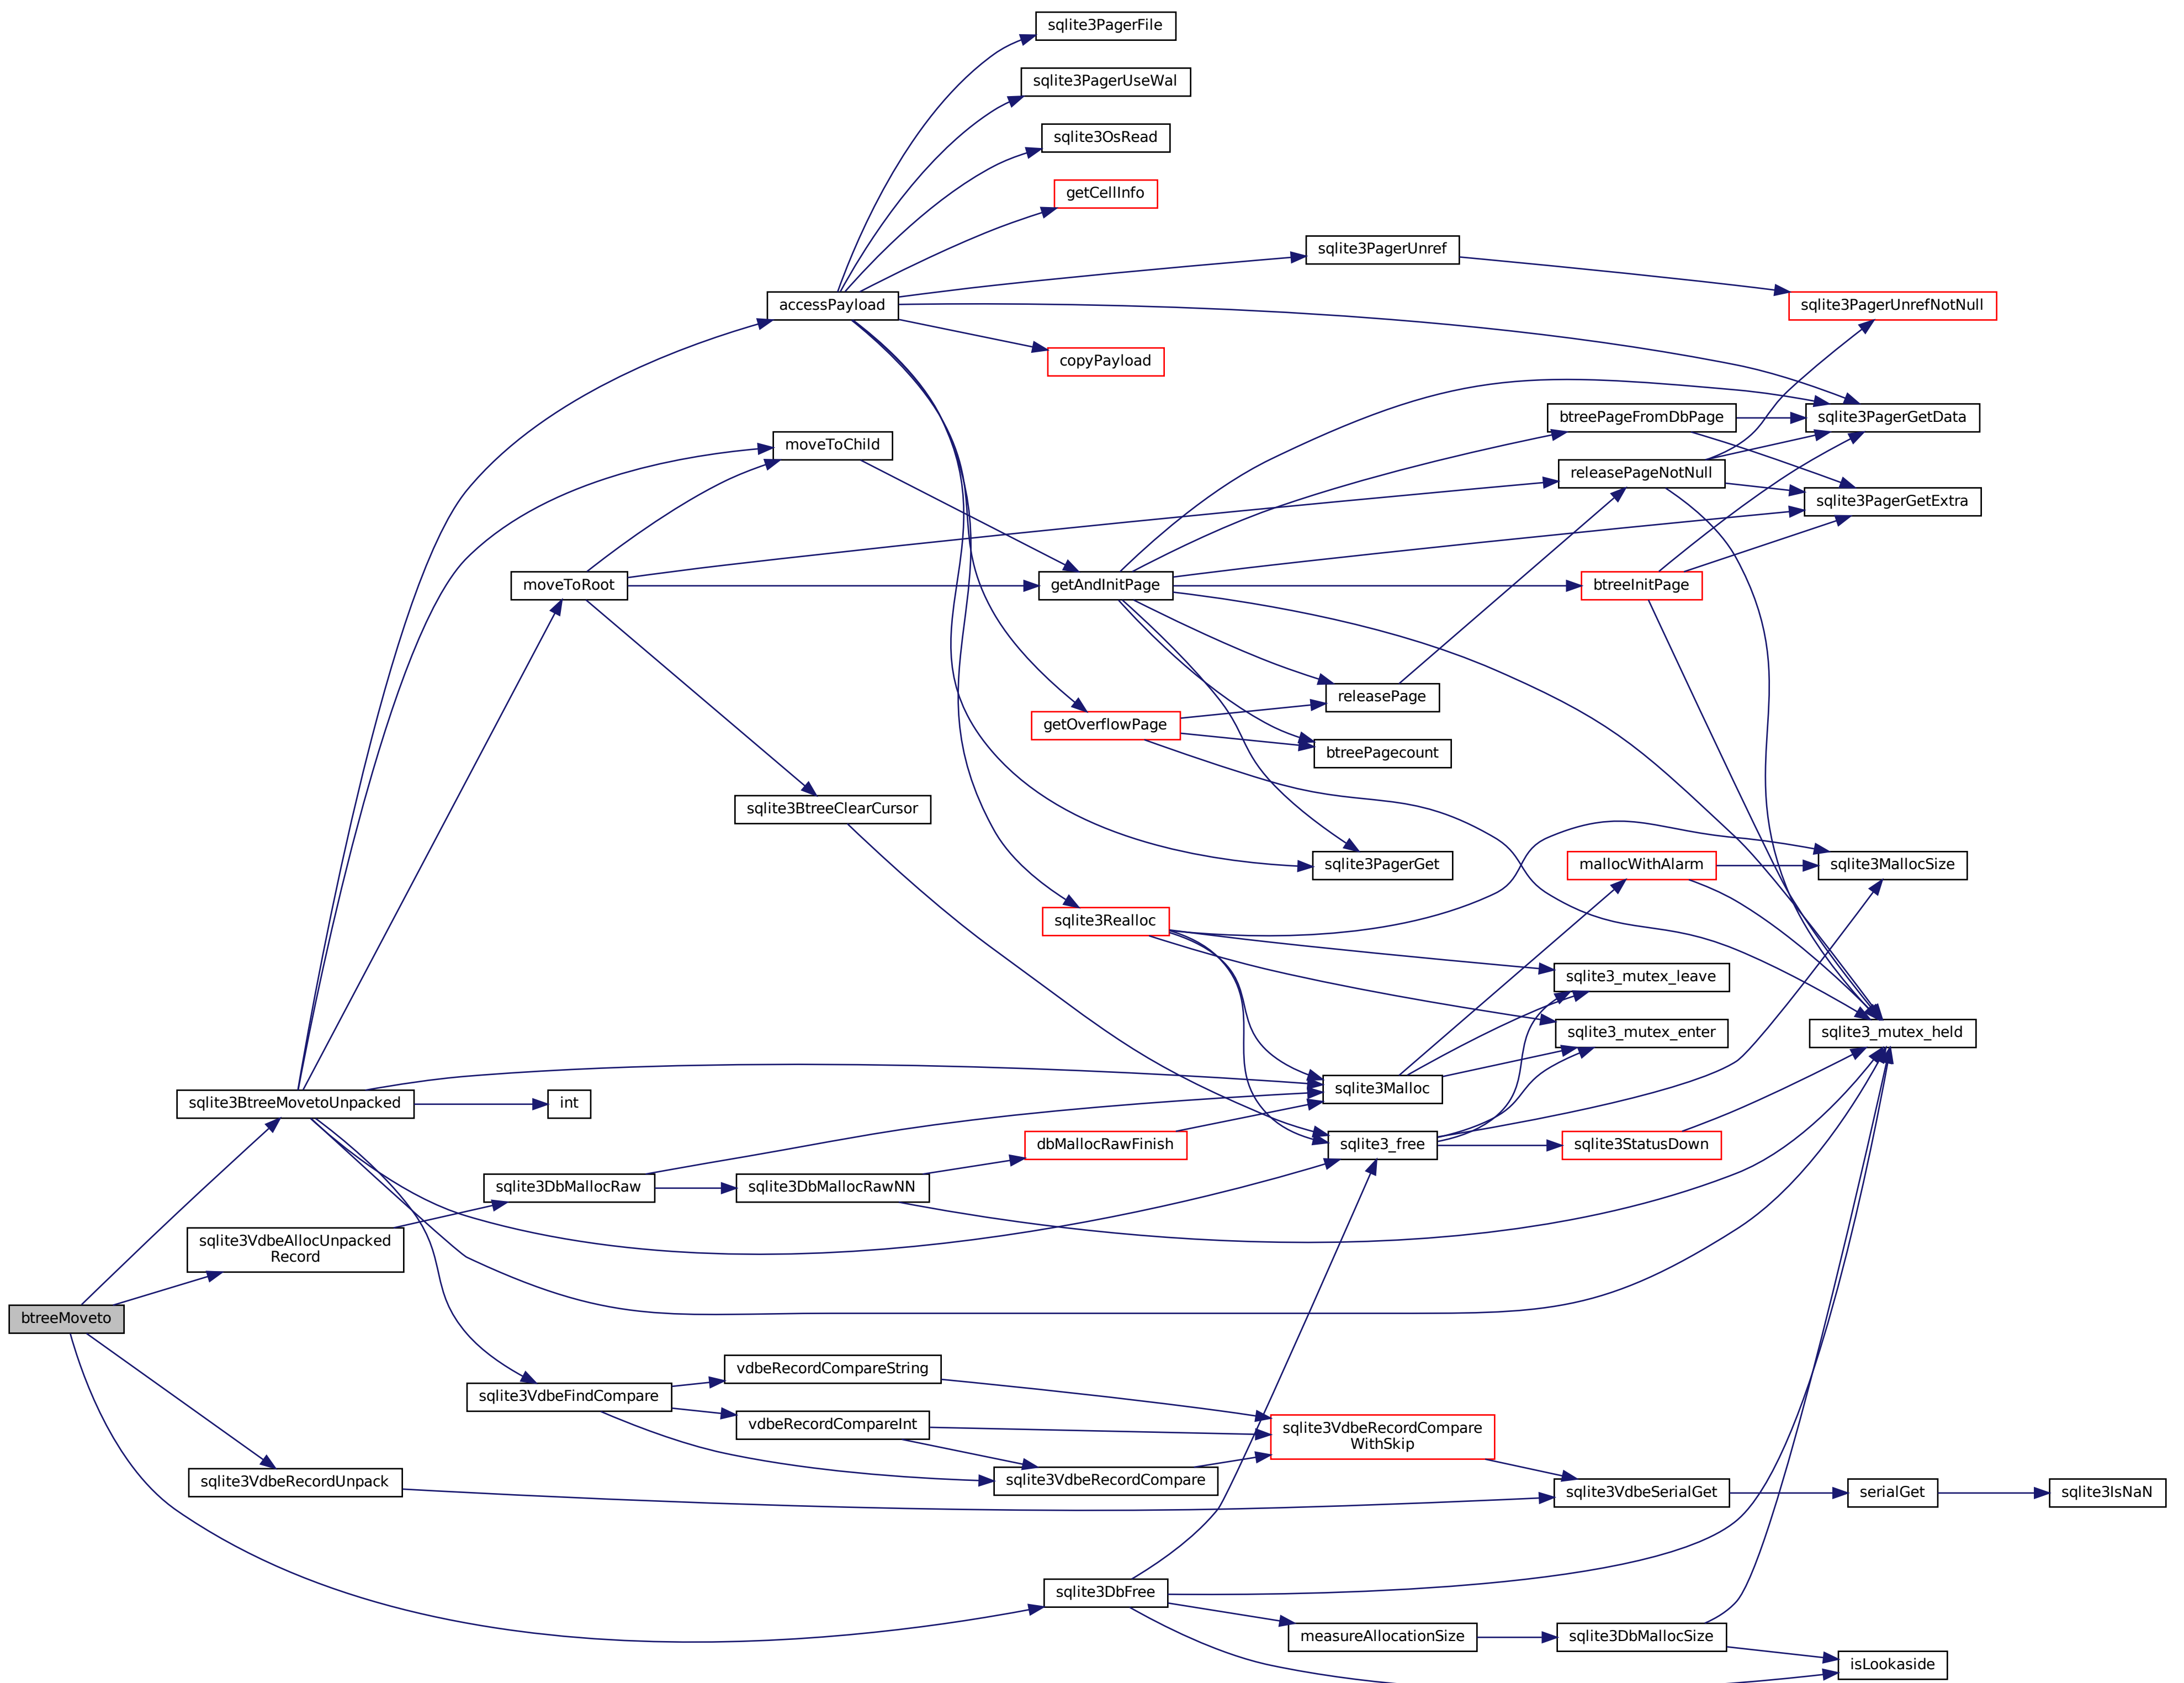 sqlite3PagerFile
sqlite3PagerUseWal
sqlite3OsRead
getCellInfo
sqlite3PagerUnref
accessPayload
sqlite3PagerUnrefNotNull
copyPayload
btreePageFromDbPage
sqlite3PagerGetData
moveToChild
releasePageNotNull
sqlite3PagerGetExtra
moveToRoot
getAndInitPage
btreeInitPage
releasePage
getOverflowPage
btreePagecount
sqlite3BtreeClearCursor
sqlite3PagerGet
mallocWithAlarm
sqlite3MallocSize
sqlite3Realloc
sqlite3_mutex_leave
sqlite3_mutex_enter
sqlite3_mutex_held
sqlite3Malloc
sqlite3BtreeMovetoUnpacked
int
dbMallocRawFinish
sqlite3_free
sqlite3StatusDown
sqlite3DbMallocRaw
sqlite3DbMallocRawNN
sqlite3VdbeAllocUnpacked
Record
btreeMoveto
vdbeRecordCompareString
sqlite3VdbeFindCompare
vdbeRecordCompareInt
sqlite3VdbeRecordCompare
WithSkip
sqlite3VdbeRecordUnpack
sqlite3VdbeRecordCompare
sqlite3VdbeSerialGet
serialGet
sqlite3IsNaN
sqlite3DbFree
measureAllocationSize
sqlite3DbMallocSize
isLookaside